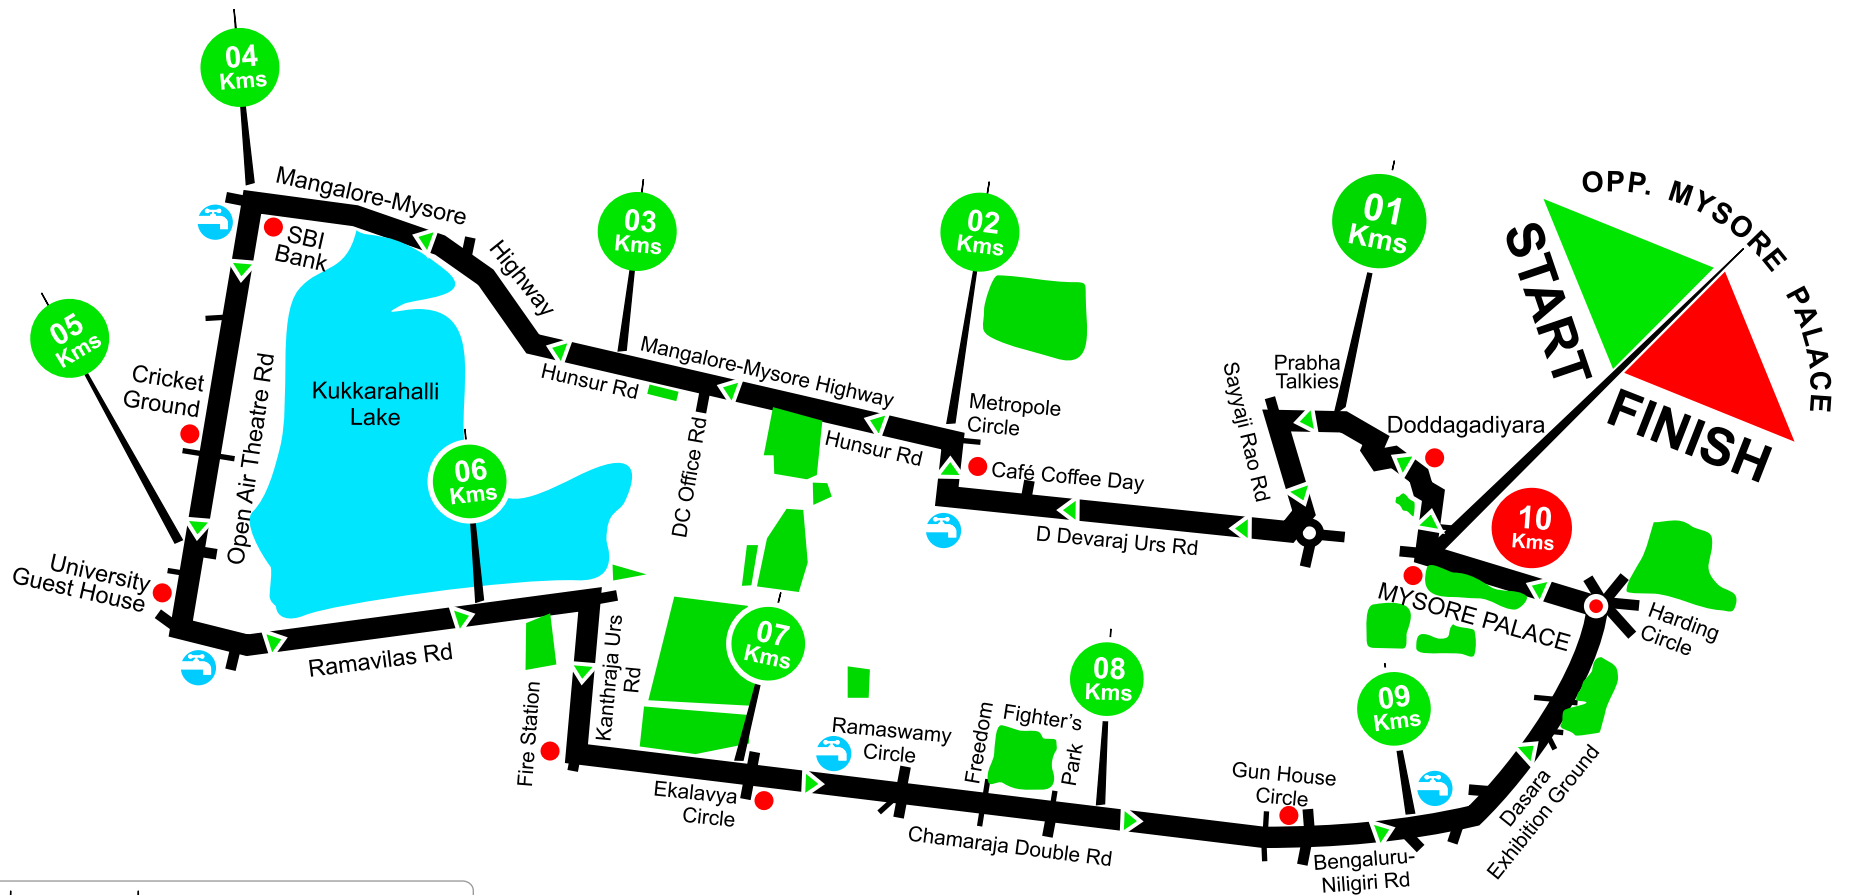 04
Kms
Mangalore-Mysore
Highway
SBI
Bank
03
Kms
02
Kms
01
Kms
OPP. MYSORE PALACE
START
FINISH
05
Kms
Cricket
Ground
Open Air Theatre Rd
Kukkarahalli
Lake
Mangalore-Mysore Highway
Hunsur Rd
Hunsur Rd
DC Office Rd
Metropole
Circle
Café Coffee Day
D Devaraj Urs Rd
Sayyaji Rao Rd
Prabha
Talkies
Doddagadiyara
06
Kms
10
Kms
University
Guest House
Ramavilas Rd
Kanthraja Urs
Rd
Fire Station
07
Kms
MYSORE PALACE
Harding
Circle
08
Kms
09
Kms
Ekalavya
Circle
Ramaswamy
Circle
Freedom
Fighter's
Park
Chamaraja Double Rd
Gun House
Circle
Bengaluru-
Niligiri Rd
Dasara
Exhibition Ground